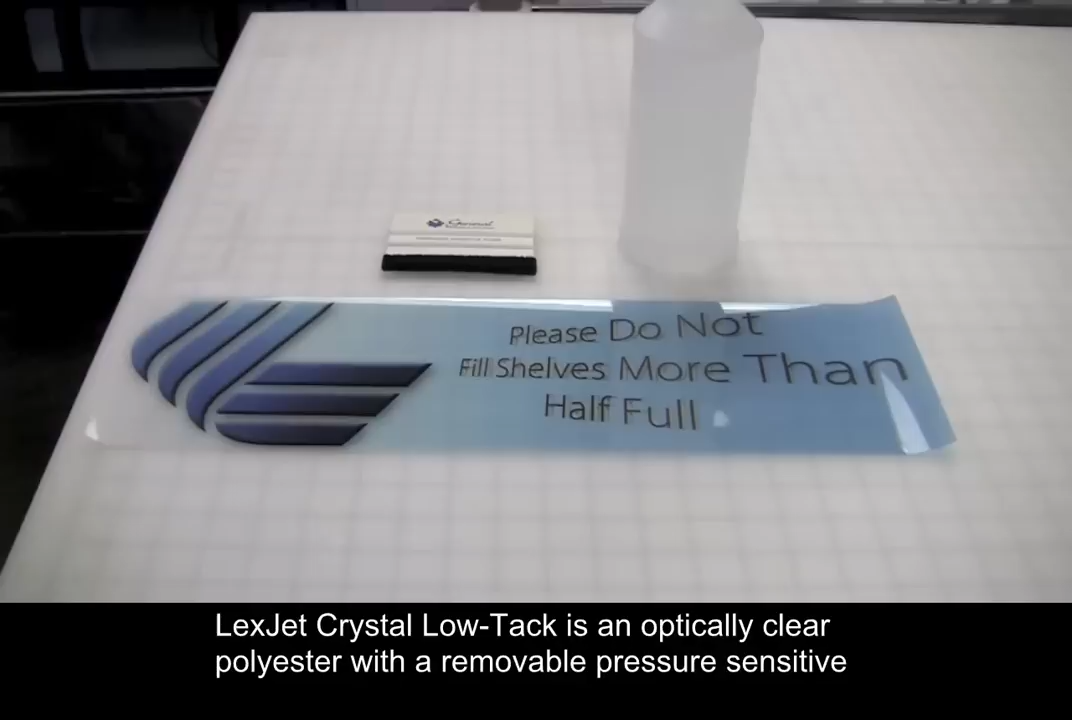 General
Please Do Not
Fill Shelves More Than
Half Full
LexJet Crystal Low-Tack is an optically clear
polyester with a removable pressure sensitive